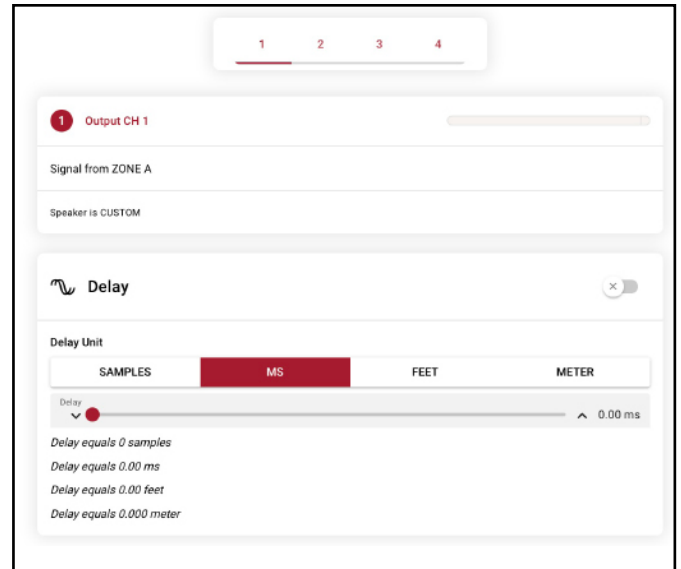 1 2 3 4
1 Output CH 1
Signal from ZONE A
Speaker is CUSTOM
Delay
Delay Unit
SAMPLES MS FEET METER
Delay
0.00 ms
Delay equals 0 samples
Delay equals 0.00 ms
Delay equals 0.00 feet
Delay equals 0.000 meter